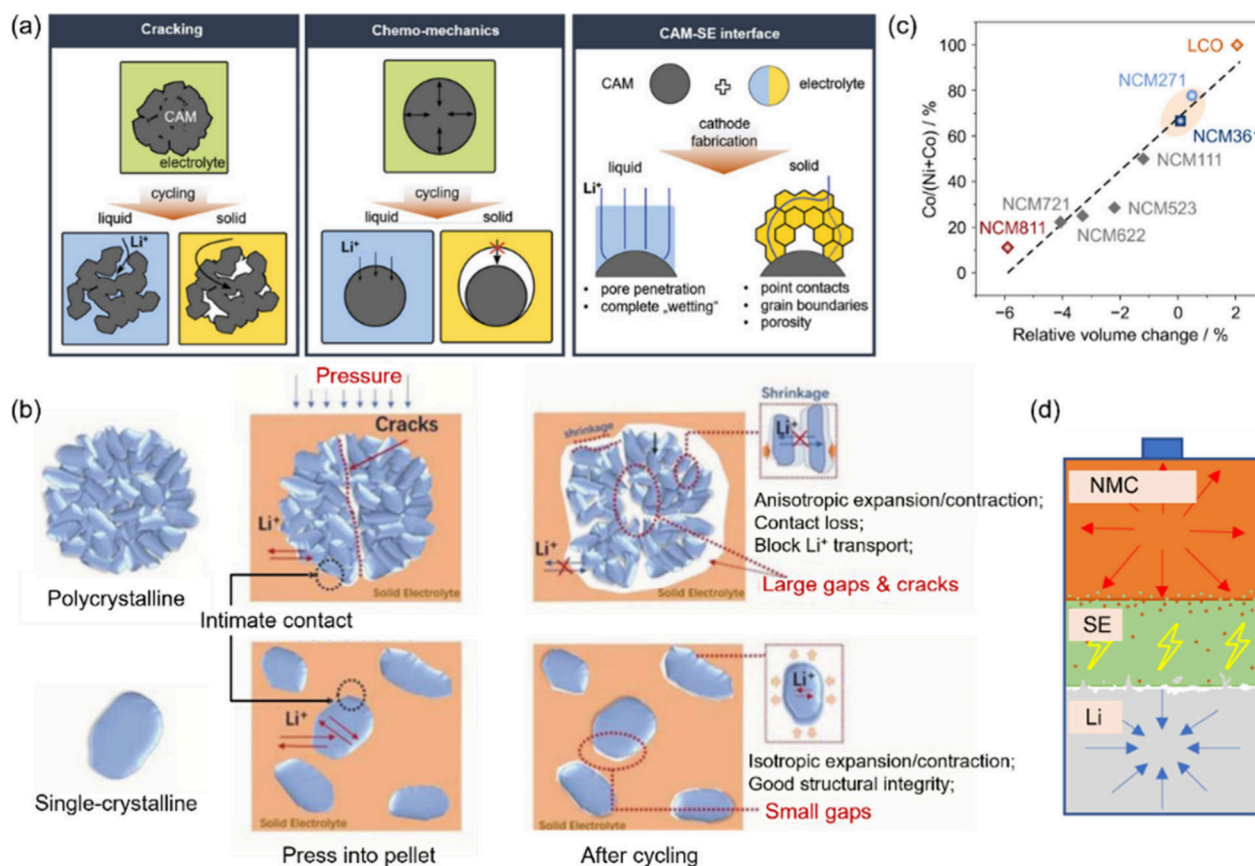 (a)
Cracking
CAM
electrolyte
cycling
liquid
solid
Li⁺
Chemo-mechanics
cycling
liquid
solid
Li⁺
CAM-SE interface
CAM
electrolyte
cathode
fabrication
liquid
solid
Li⁺
• pore penetration
• complete „wetting“
• point contacts
• grain boundaries
• porosity
(c)
Co/(Ni+Co) / %
100
80
60
40
20
0
LCO
NCM271
NCM361
NCM111
NCM721
NCM523
NCM622
NCM811
−6
−4
−2
0
2
Relative volume change / %
(b)
Polycrystalline
Pressure
Cracks
Li⁺
Solid Electrolyte
Intimate contact
shrinkage
Li⁺
Solid Electrolyte
Shrinkage
Li⁺
Anisotropic expansion/contraction;
Contact loss;
Block Li⁺ transport;
Large gaps & cracks
Single-crystalline
Li⁺
Solid Electrolyte
Press into pellet
Solid Electrolyte
After cycling
Li⁺
Isotropic expansion/contraction;
Good structural integrity;
Small gaps
(d)
NMC
SE
Li